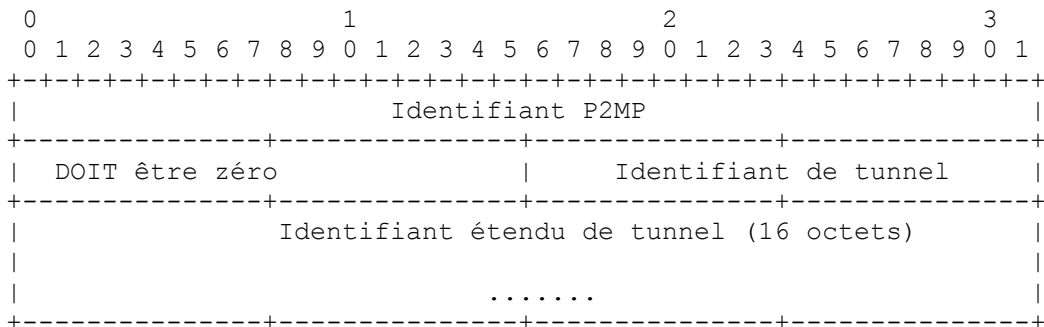 0                   1                   2                   3
0 1 2 3 4 5 6 7 8 9 0 1 2 3 4 5 6 7 8 9 0 1 2 3 4 5 6 7 8 9 0 1
+-+-+-+-+-+-+-+-+-+-+-+-+-+-+-+-+-+-+-+-+-+-+-+-+-+-+-+-+-+-+-+-+
|                       Identifiant P2MP                        |
+---------------+---------------+---------------+---------------+
|  DOIT être zéro               |     Identifiant de tunnel     |
+---------------+---------------+---------------+---------------+
|                Identifiant étendu de tunnel (16 octets)       |
|                                                               |
|                             .......                           |
+---------------+---------------+---------------+---------------+